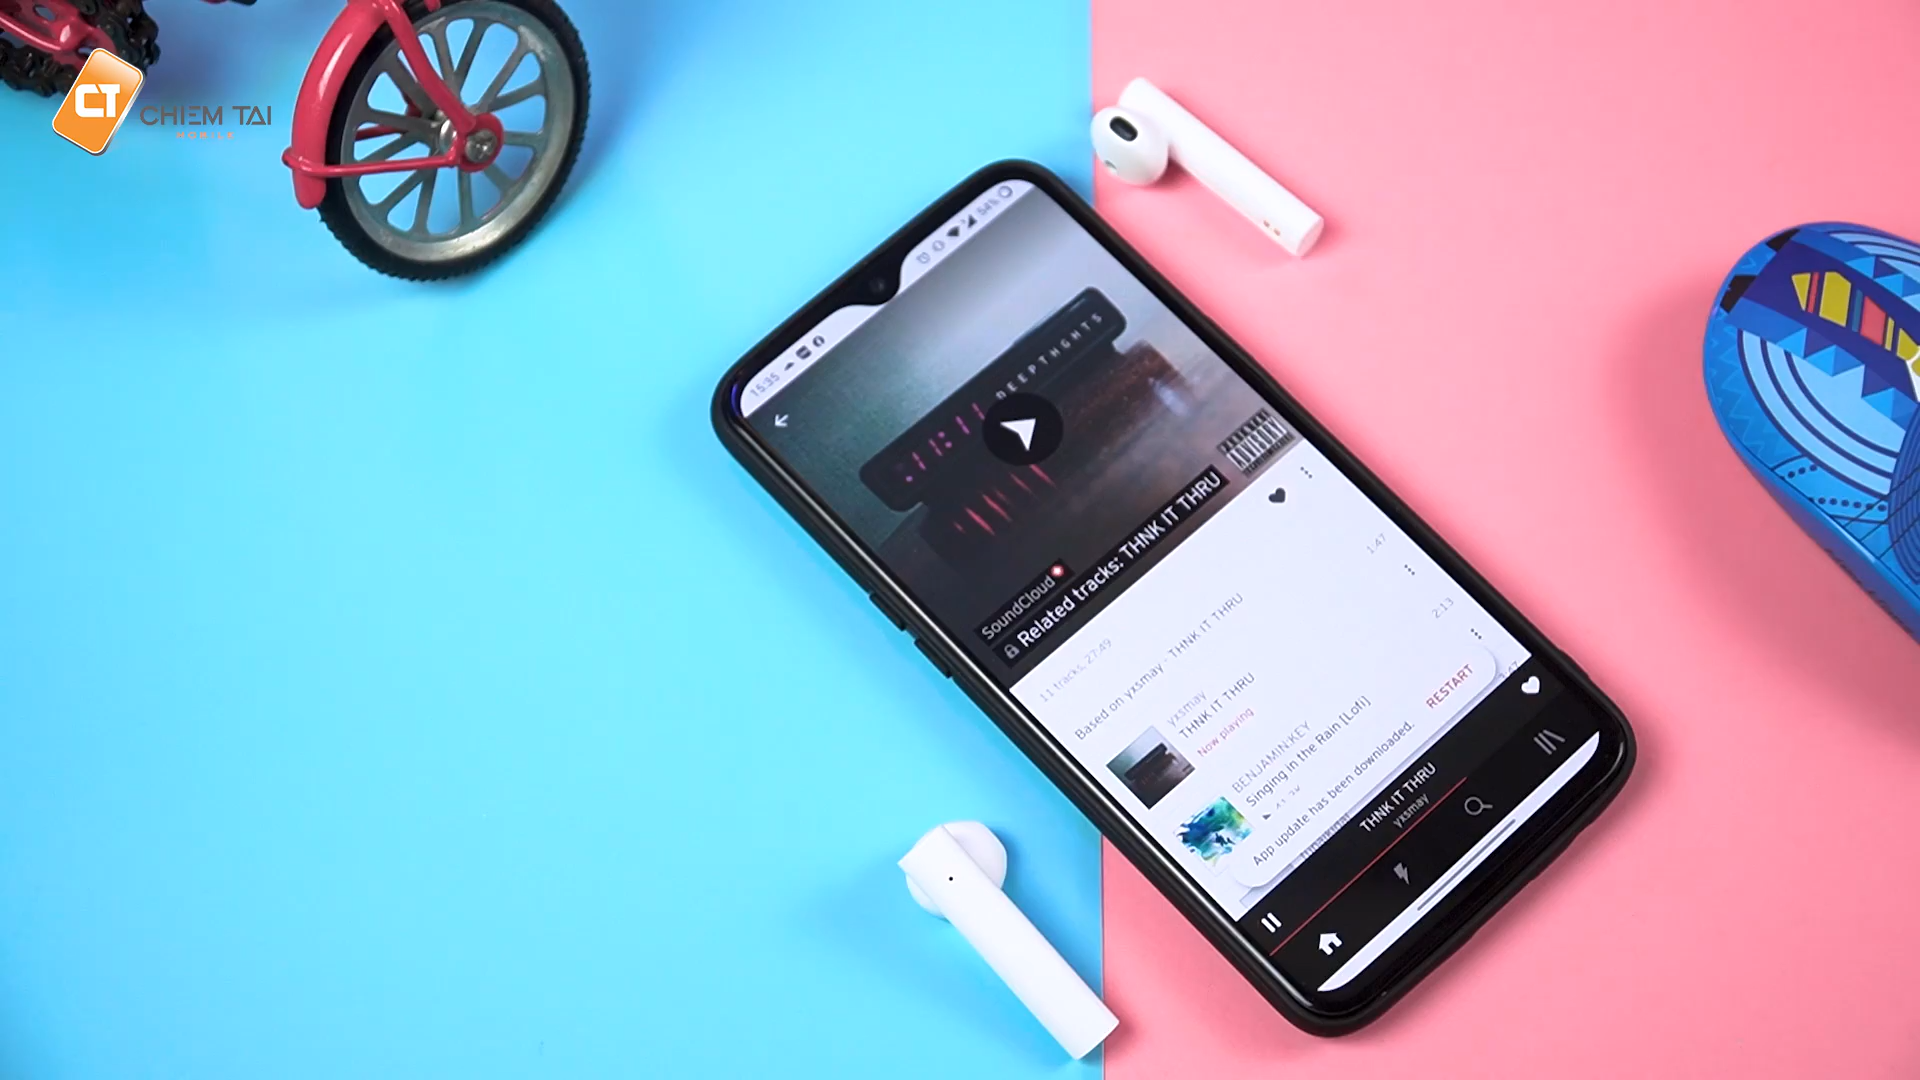 CT
CHIEM TAI
MOBILE
15:35
54%
DEEPTHGHTS
ADVISORY
SoundCloud
Related tracks: THNK IT THRU
11 tracks, 27:49
Based on yxsmay - THNK IT THRU
yxsmay
THNK IT THRU
Now playing
1:47
BENJAMIN:KEY
Singing in the Rain [Lofi]
2:13
App update has been downloaded.
RESTART
THNK IT THRU
yxsmay